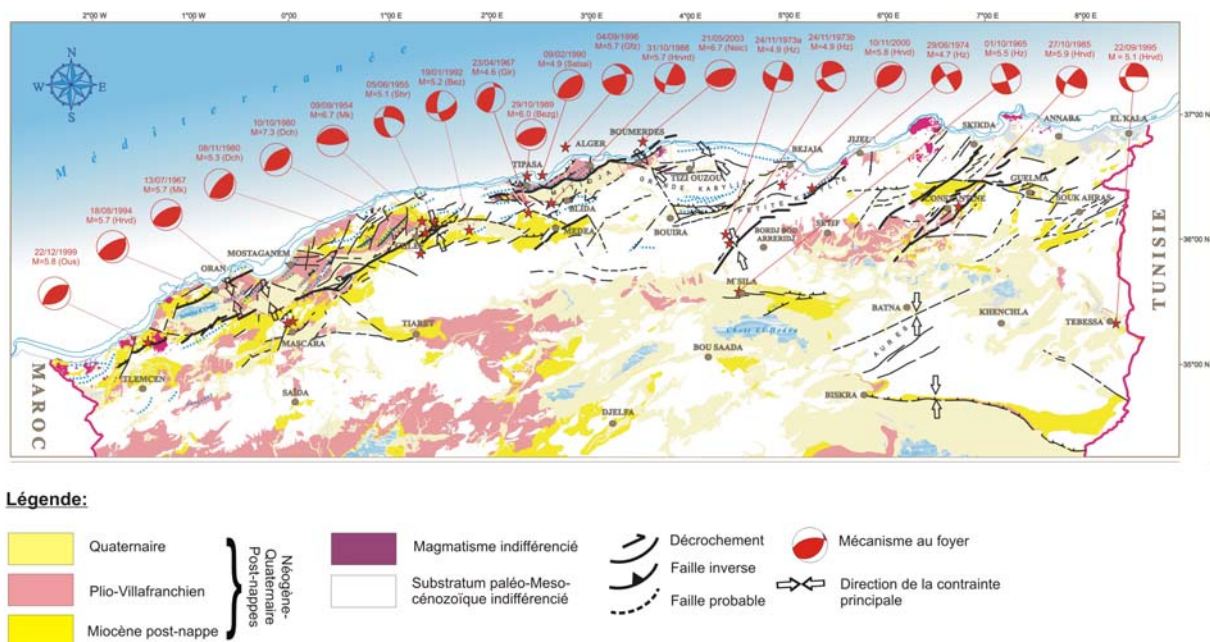 2°00 W
1°00 W
0°00
1°00 E
2°00 E
3°00 E
4°00 E
5°00 E
6°00 E
7°00 E
8°00 E
N
W
E
S
Méditerranée
22/12/1999
M=5.8 (Ous)
18/08/1994
M=5.7 (Hrvd)
13/07/1967
M=5.7 (Mk)
08/11/1980
M=5.3 (Dch)
10/10/1980
M=7.3 (Dch)
09/09/1954
M=6.7 (Mk)
05/06/1955
M=5.1 (Shr)
19/01/1992
M=5.2 (Bez)
23/04/1967
M=4.6 (Gir)
29/10/1989
M=6.0 (Bezg)
09/02/1990
M=4.9 (Sebai)
04/09/1996
M=5.7 (Gfz)
31/10/1988
M=5.7 (Hrvrd)
21/05/2003
M=6.7 (Neic)
24/11/1973a
M=4.9 (Hz)
24/11/1973b
M=4.9 (Hz)
10/11/2000
M=5.8 (Hrvd)
29/06/1974
M=4.7 (Hz)
01/10/1965
M=5.5 (Hz)
27/10/1985
M=5.9 (Hrvd)
22/09/1995
M = 5.1 (Hrvd)
37°00 N
36°00 N
35°00 N
ALGER
BOUMERDES
TIPASA
MITIDJA
BLIDA
MEDEA
TIZI OUZOU
GRANDE KABYLIE
BEJAIA
PETITE KABYLIE
JIJEL
SKIKDA
ANNABA
EL KALA
GUELMA
SOUK AHRAS
CONSTANTINE
SETIF
BORDJ BOU
ARRERIDJ
BOUIRA
M'SILA
BATNA
KHENCHLA
TEBESSA
AURES
BISKRA
BOU SAADA
Chott El Hodna
DJELFA
TIARET
SAÏDA
MASCARA
MOSTAGANEM
ORAN
TLEMCEN
MAROC
TUNISIE
Légende:
Quaternaire
Plio-Villafranchien
Miocène post-nappe
Néogène-
Quaternaire
Post-nappes
Magmatisme indifférencié
Substratum paléo-Meso-
cénozoïque indifférencié
Décrochement
Faille inverse
Faille probable
Mécanisme au foyer
Direction de la contrainte
principale